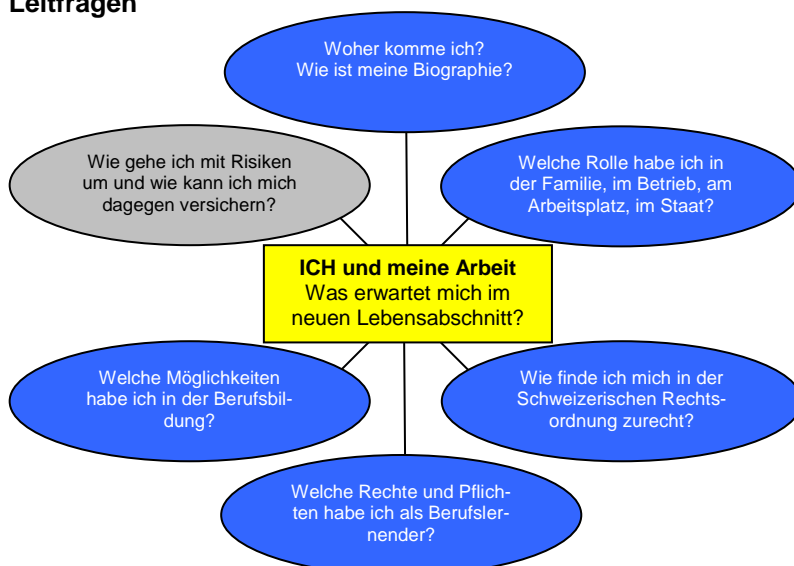 Leitfragen
Woher komme ich?
Wie ist meine Biographie?
Wie gehe ich mit Risiken
um und wie kann ich mich
dagegen versichern?
Welche Rolle habe ich in
der Familie, im Betrieb, am
Arbeitsplatz, im Staat?
ICH und meine Arbeit
Was erwartet mich im
neuen Lebensabschnitt?
Welche Möglichkeiten
habe ich in der Berufsbil-
dung?
Wie finde ich mich in der
Schweizerischen Rechts-
ordnung zurecht?
Welche Rechte und Pflich-
ten habe ich als Berufsler-
nender?